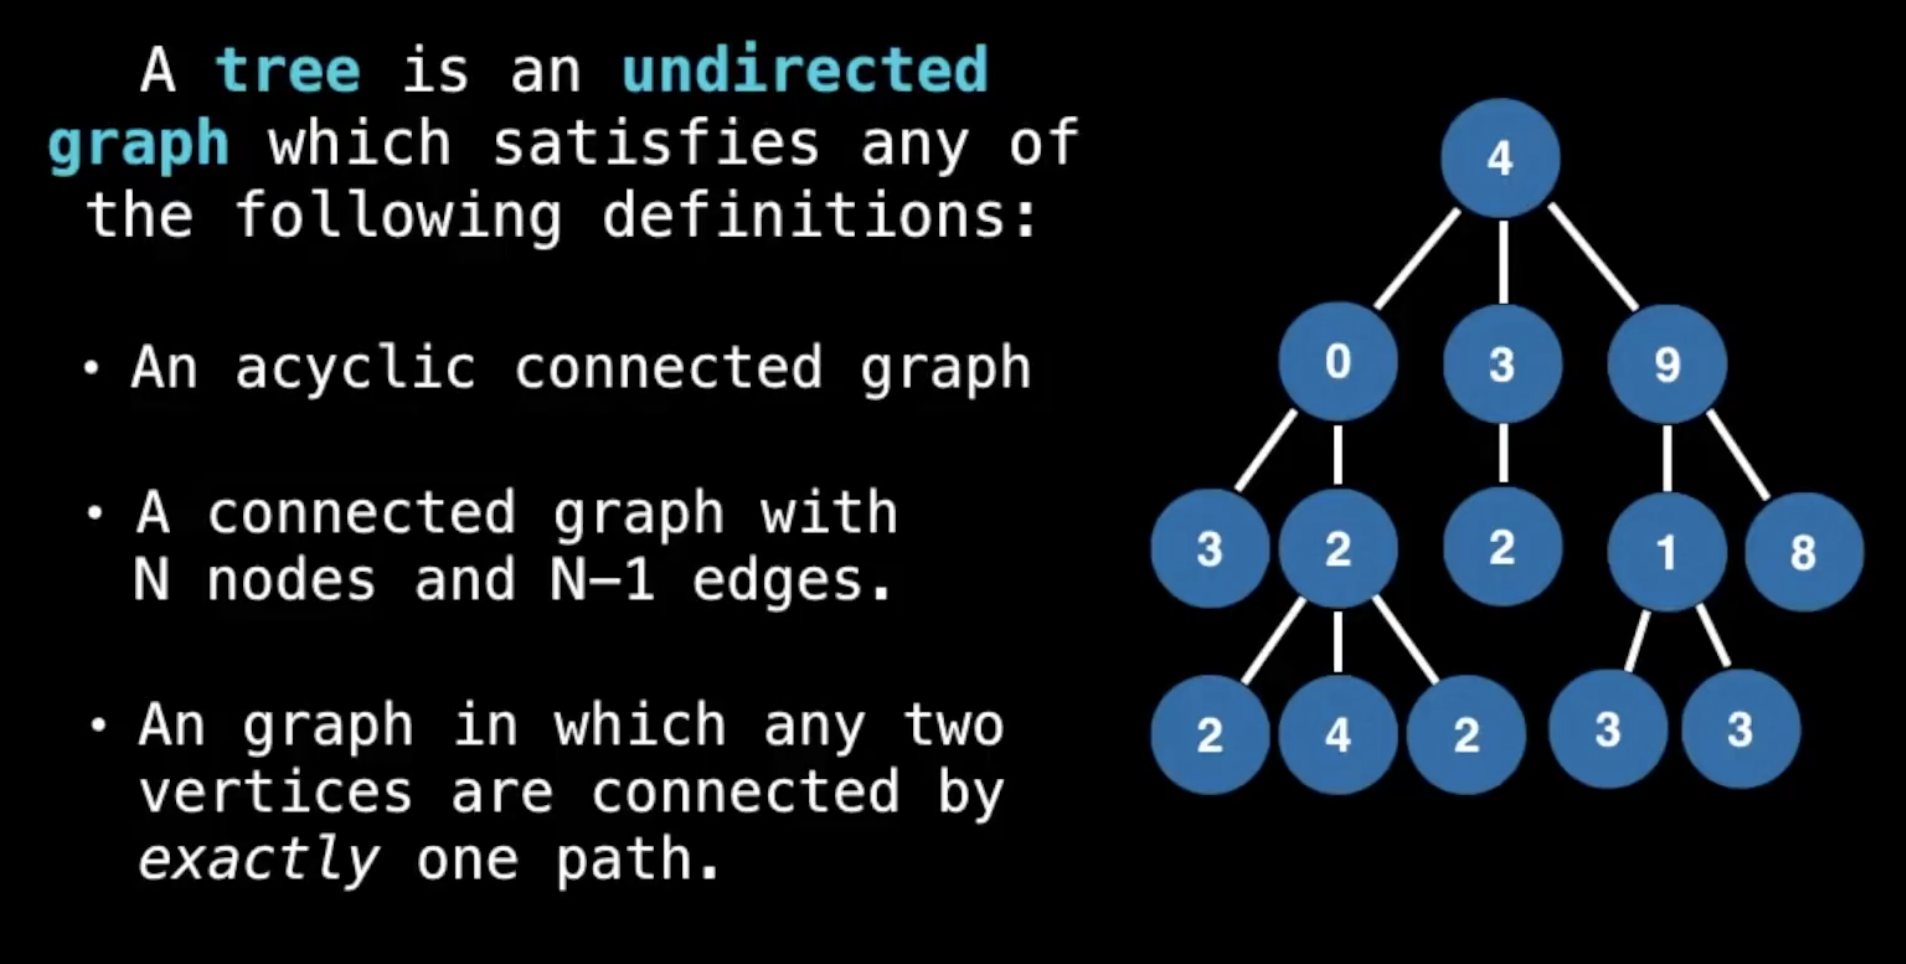 A tree is an undirected
graph which satisfies any of
the following definitions:
• An acyclic connected graph
• A connected graph with
N nodes and N–1 edges.
• An graph in which any two
vertices are connected by
exactly one path.
4
0 3 9
3 2 2 1 8
2 4 2 3 3